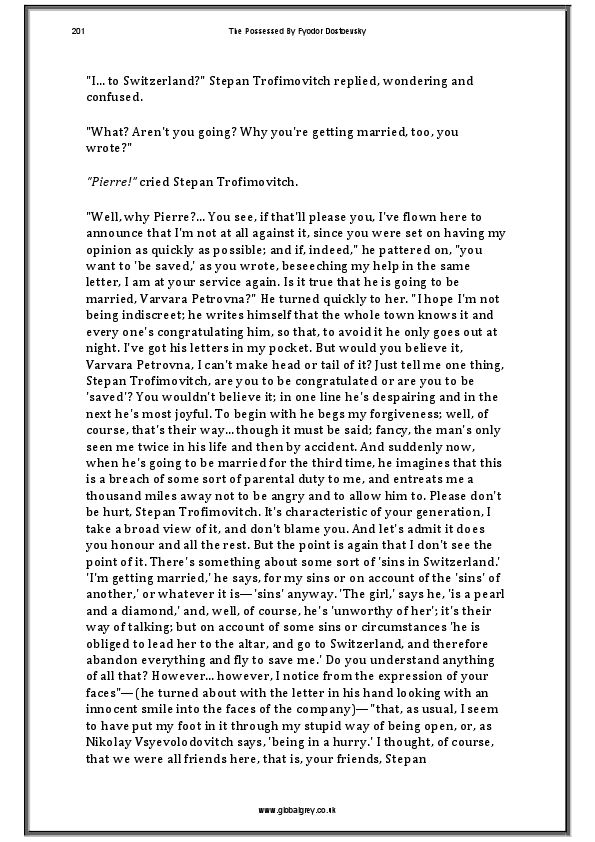 201
The Possessed By Fyodor Dostoevsky
"I... to Switzerland?" Stepan Trofimovitch replied, wondering and
confused.
"What? Aren't you going? Why you're getting married, too, you
wrote?"
"Pierre!" cried Stepan Trofimovitch.
"Well, why Pierre?... You see, if that'll please you, I've flown here to
announce that I'm not at all against it, since you were set on having my
opinion as quickly as possible; and if, indeed," he pattered on, "you
want to 'be saved,' as you wrote, beseeching my help in the same
letter, I am at your service again. Is it true that he is going to be
married, Varvara Petrovna?" He turned quickly to her. "I hope I'm not
being indiscreet; he writes himself that the whole town knows it and
every one's congratulating him, so that, to avoid it he only goes out at
night. I've got his letters in my pocket. But would you believe it,
Varvara Petrovna, I can't make head or tail of it? Just tell me one thing,
Stepan Trofimovitch, are you to be congratulated or are you to be
'saved'? You wouldn't believe it; in one line he's despairing and in the
next he's most joyful. To begin with he begs my forgiveness; well, of
course, that's their way... though it must be said; fancy, the man's only
seen me twice in his life and then by accident. And suddenly now,
when he's going to be married for the third time, he imagines that this
is a breach of some sort of parental duty to me, and entreats me a
thousand miles away not to be angry and to allow him to. Please don't
be hurt, Stepan Trofimovitch. It's characteristic of your generation, I
take a broad view of it, and don't blame you. And let's admit it does
you honour and all the rest. But the point is again that I don't see the
point of it. There's something about some sort of 'sins in Switzerland.'
'I'm getting married,' he says, for my sins or on account of the 'sins' of
another,' or whatever it is—'sins' anyway. 'The girl,' says he, 'is a pearl
and a diamond,' and, well, of course, he's 'unworthy of her'; it's their
way of talking; but on account of some sins or circumstances 'he is
obliged to lead her to the altar, and go to Switzerland, and therefore
abandon everything and fly to save me.' Do you understand anything
of all that? However... however, I notice from the expression of your
faces"—(he turned about with the letter in his hand looking with an
innocent smile into the faces of the company)—"that, as usual, I seem
to have put my foot in it through my stupid way of being open, or, as
Nikolay Vsyevolodovitch says, 'being in a hurry.' I thought, of course,
that we were all friends here, that is, your friends, Stepan
www.globalgrey.co.uk